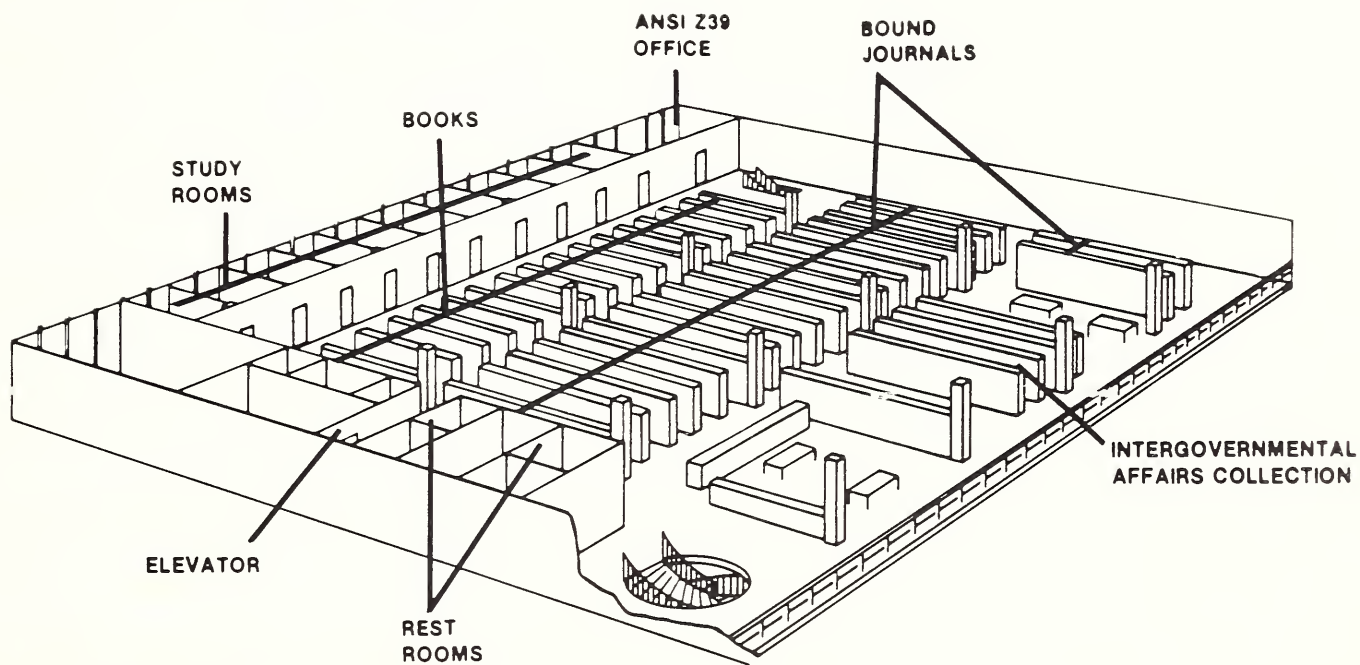 ANSI Z39
OFFICE
BOUND
JOURNALS
BOOKS
STUDY
ROOMS
INTERGOVERNMENTAL
AFFAIRS COLLECTION
ELEVATOR
REST
ROOMS